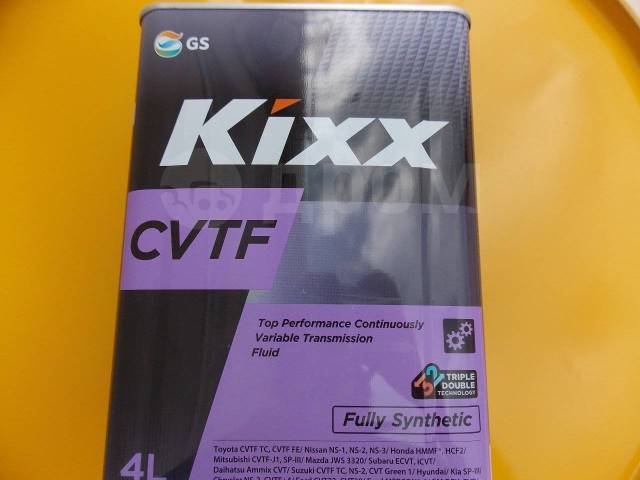 GS
Kixx
CVTF
Top Performance Continuously
Variable Transmission
Fluid
TRIPLE
DOUBLE
TECHNOLOGY
Fully Synthetic
4L
Toyota CVTF TC, CVTF FE/ Nissan NS-1, NS-2, NS-3/ Honda HMMF*, HCF2/
Mitsubishi CVTF-J1, SP-III/ Mazda JWS 3320/ Subaru ECVT, iCVT/
Daihatsu Ammix CVT/ Suzuki CVTF TC, NS-2, CVT Green 1/ Hyundai/ Kia SP-III/
Дром